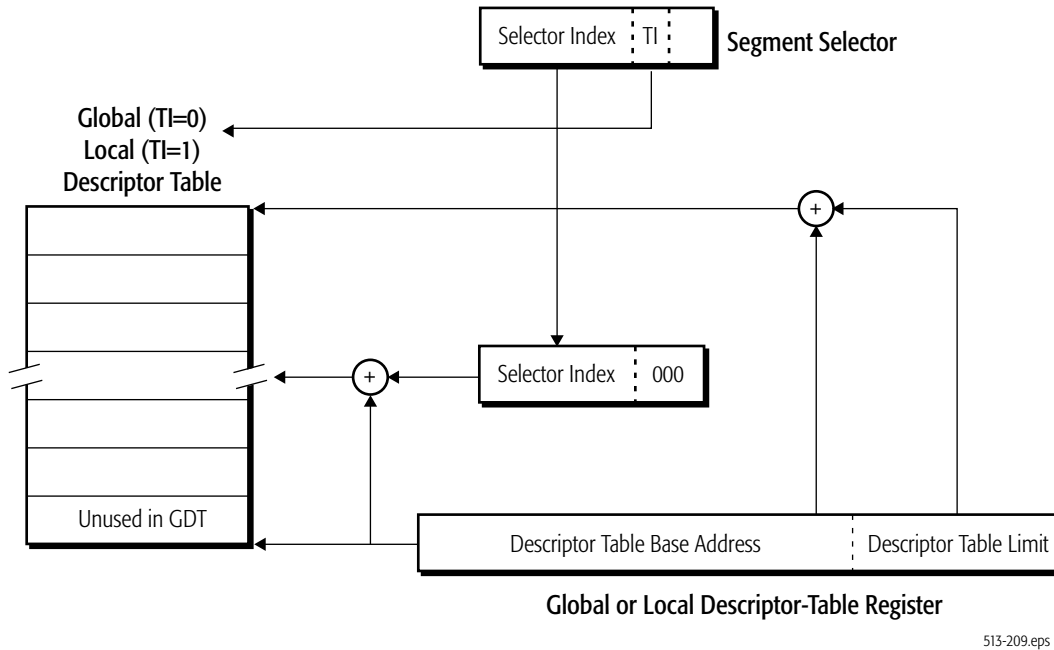 Selector Index TI
Segment Selector
Global (TI=0)
Local (TI=1)
Descriptor Table
+
+
Selector Index 000
Unused in GDT
Descriptor Table Base Address Descriptor Table Limit
Global or Local Descriptor-Table Register
513-209.eps